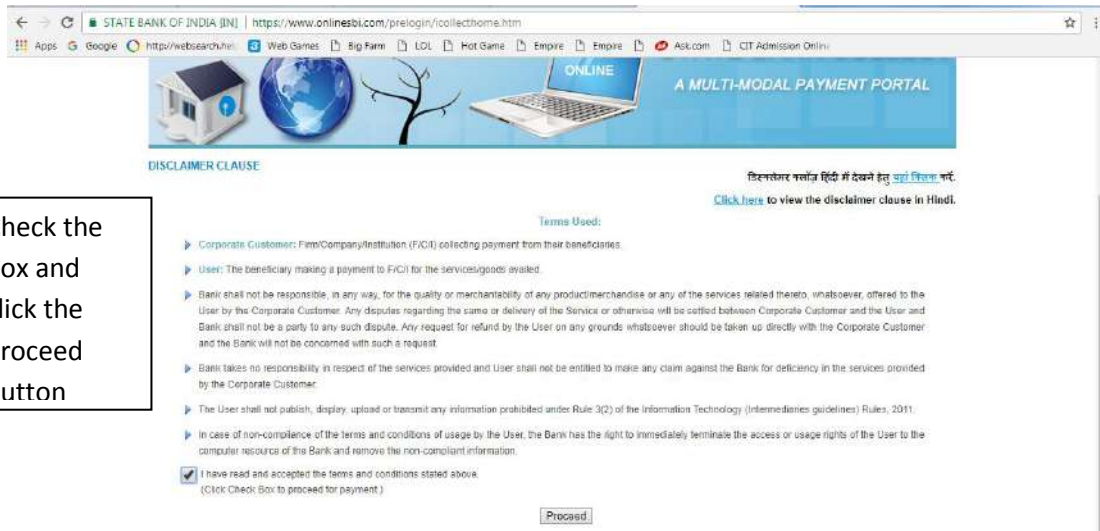 STATE BANK OF INDIA [IN] https://www.onlinesbi.com/prelogin/icollecthome.htm
Apps Google Web Games Big Farm LOL Hot Game Empire Empire Ask.com CIT Admission Onlin
ONLINE
A MULTI-MODAL PAYMENT PORTAL
DISCLAIMER CLAUSE
डिस्क्लेमर क्लॉज़ हिंदी में देखने हेतु यहां क्लिक करें.
Click here to view the disclaimer clause in Hindi.
heck the
ox and
lick the
roceed
utton
Terms Used:
Corporate Customer: Firm/Company/Institution (F/C/I) collecting payment from their beneficiaries.
User: The beneficiary making a payment to F/C/I for the services/goods availed.
Bank shall not be responsible, in any way, for the quality or merchantability of any product/merchandise or any of the services related thereto, whatsoever, offered to the
User by the Corporate Customer. Any disputes regarding the same or delivery of the Service or otherwise will be settled between Corporate Customer and the User and
Bank shall not be a party to any such dispute. Any request for refund by the User on any grounds whatsoever should be taken up directly with the Corporate Customer
and the Bank will not be concerned with such a request.
Bank takes no responsibility in respect of the services provided and User shall not be entitled to make any claim against the Bank for deficiency in the services provided
by the Corporate Customer.
The User shall not publish, display, upload or transmit any information prohibited under Rule 3(2) of the Information Technology (Intermediaries guidelines) Rules, 2011.
In case of non-compliance of the terms and conditions of usage by the User, the Bank has the right to immediately terminate the access or usage rights of the User to the
computer resource of the Bank and remove the non-compliant information.
I have read and accepted the terms and conditions stated above.
(Click Check Box to proceed for payment.)
Proceed